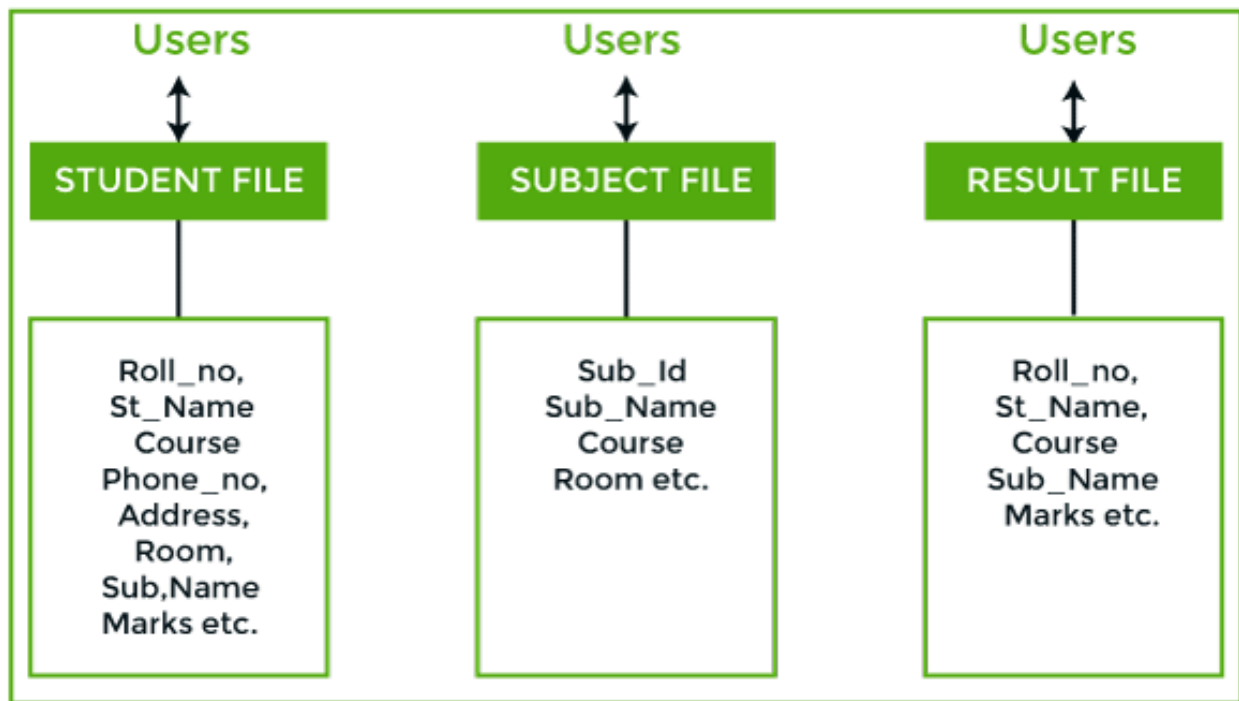 Users
STUDENT FILE
Roll_no,
St_Name
Course
Phone_no,
Address,
Room,
Sub,Name
Marks etc.
Users
SUBJECT FILE
Sub_Id
Sub_Name
Course
Room etc.
Users
RESULT FILE
Roll_no,
St_Name,
Course
Sub_Name
Marks etc.